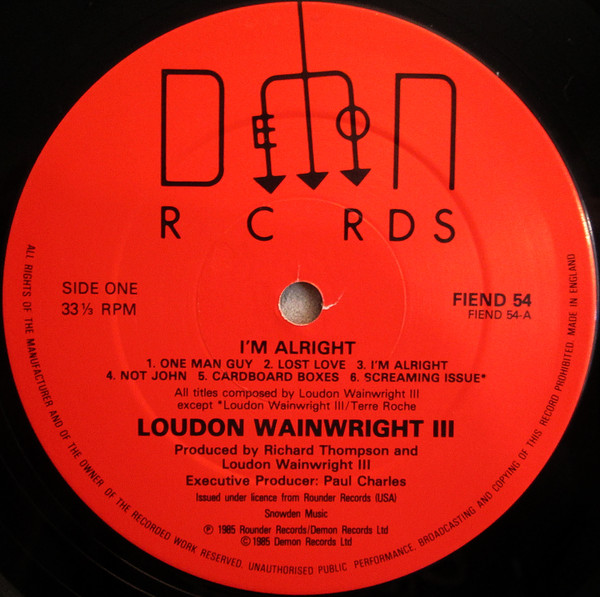 DEMON
R C RDS
SIDE ONE
33⅓ RPM
FIEND 54
FIEND 54-A
I'M ALRIGHT
1. ONE MAN GUY 2. LOST LOVE 3. I'M ALRIGHT
4. NOT JOHN 5. CARDBOARD BOXES 6. SCREAMING ISSUE*
All titles composed by Loudon Wainwright III
except *Loudon Wainwright III/Terre Roche
LOUDON WAINWRIGHT III
Produced by Richard Thompson and
Loudon Wainwright III
Executive Producer: Paul Charles
Issued under licence from Rounder Records (USA)
Snowden Music
℗ 1985 Rounder Records/Demon Records Ltd
© 1985 Demon Records Ltd
ALL RIGHTS OF THE MANUFACTURER AND OF THE OWNER OF THE RECORDED WORK RESERVED. UNAUTHORISED PUBLIC PERFORMANCE, BROADCASTING AND COPYING OF THIS RECORD PROHIBITED. MADE IN ENGLAND